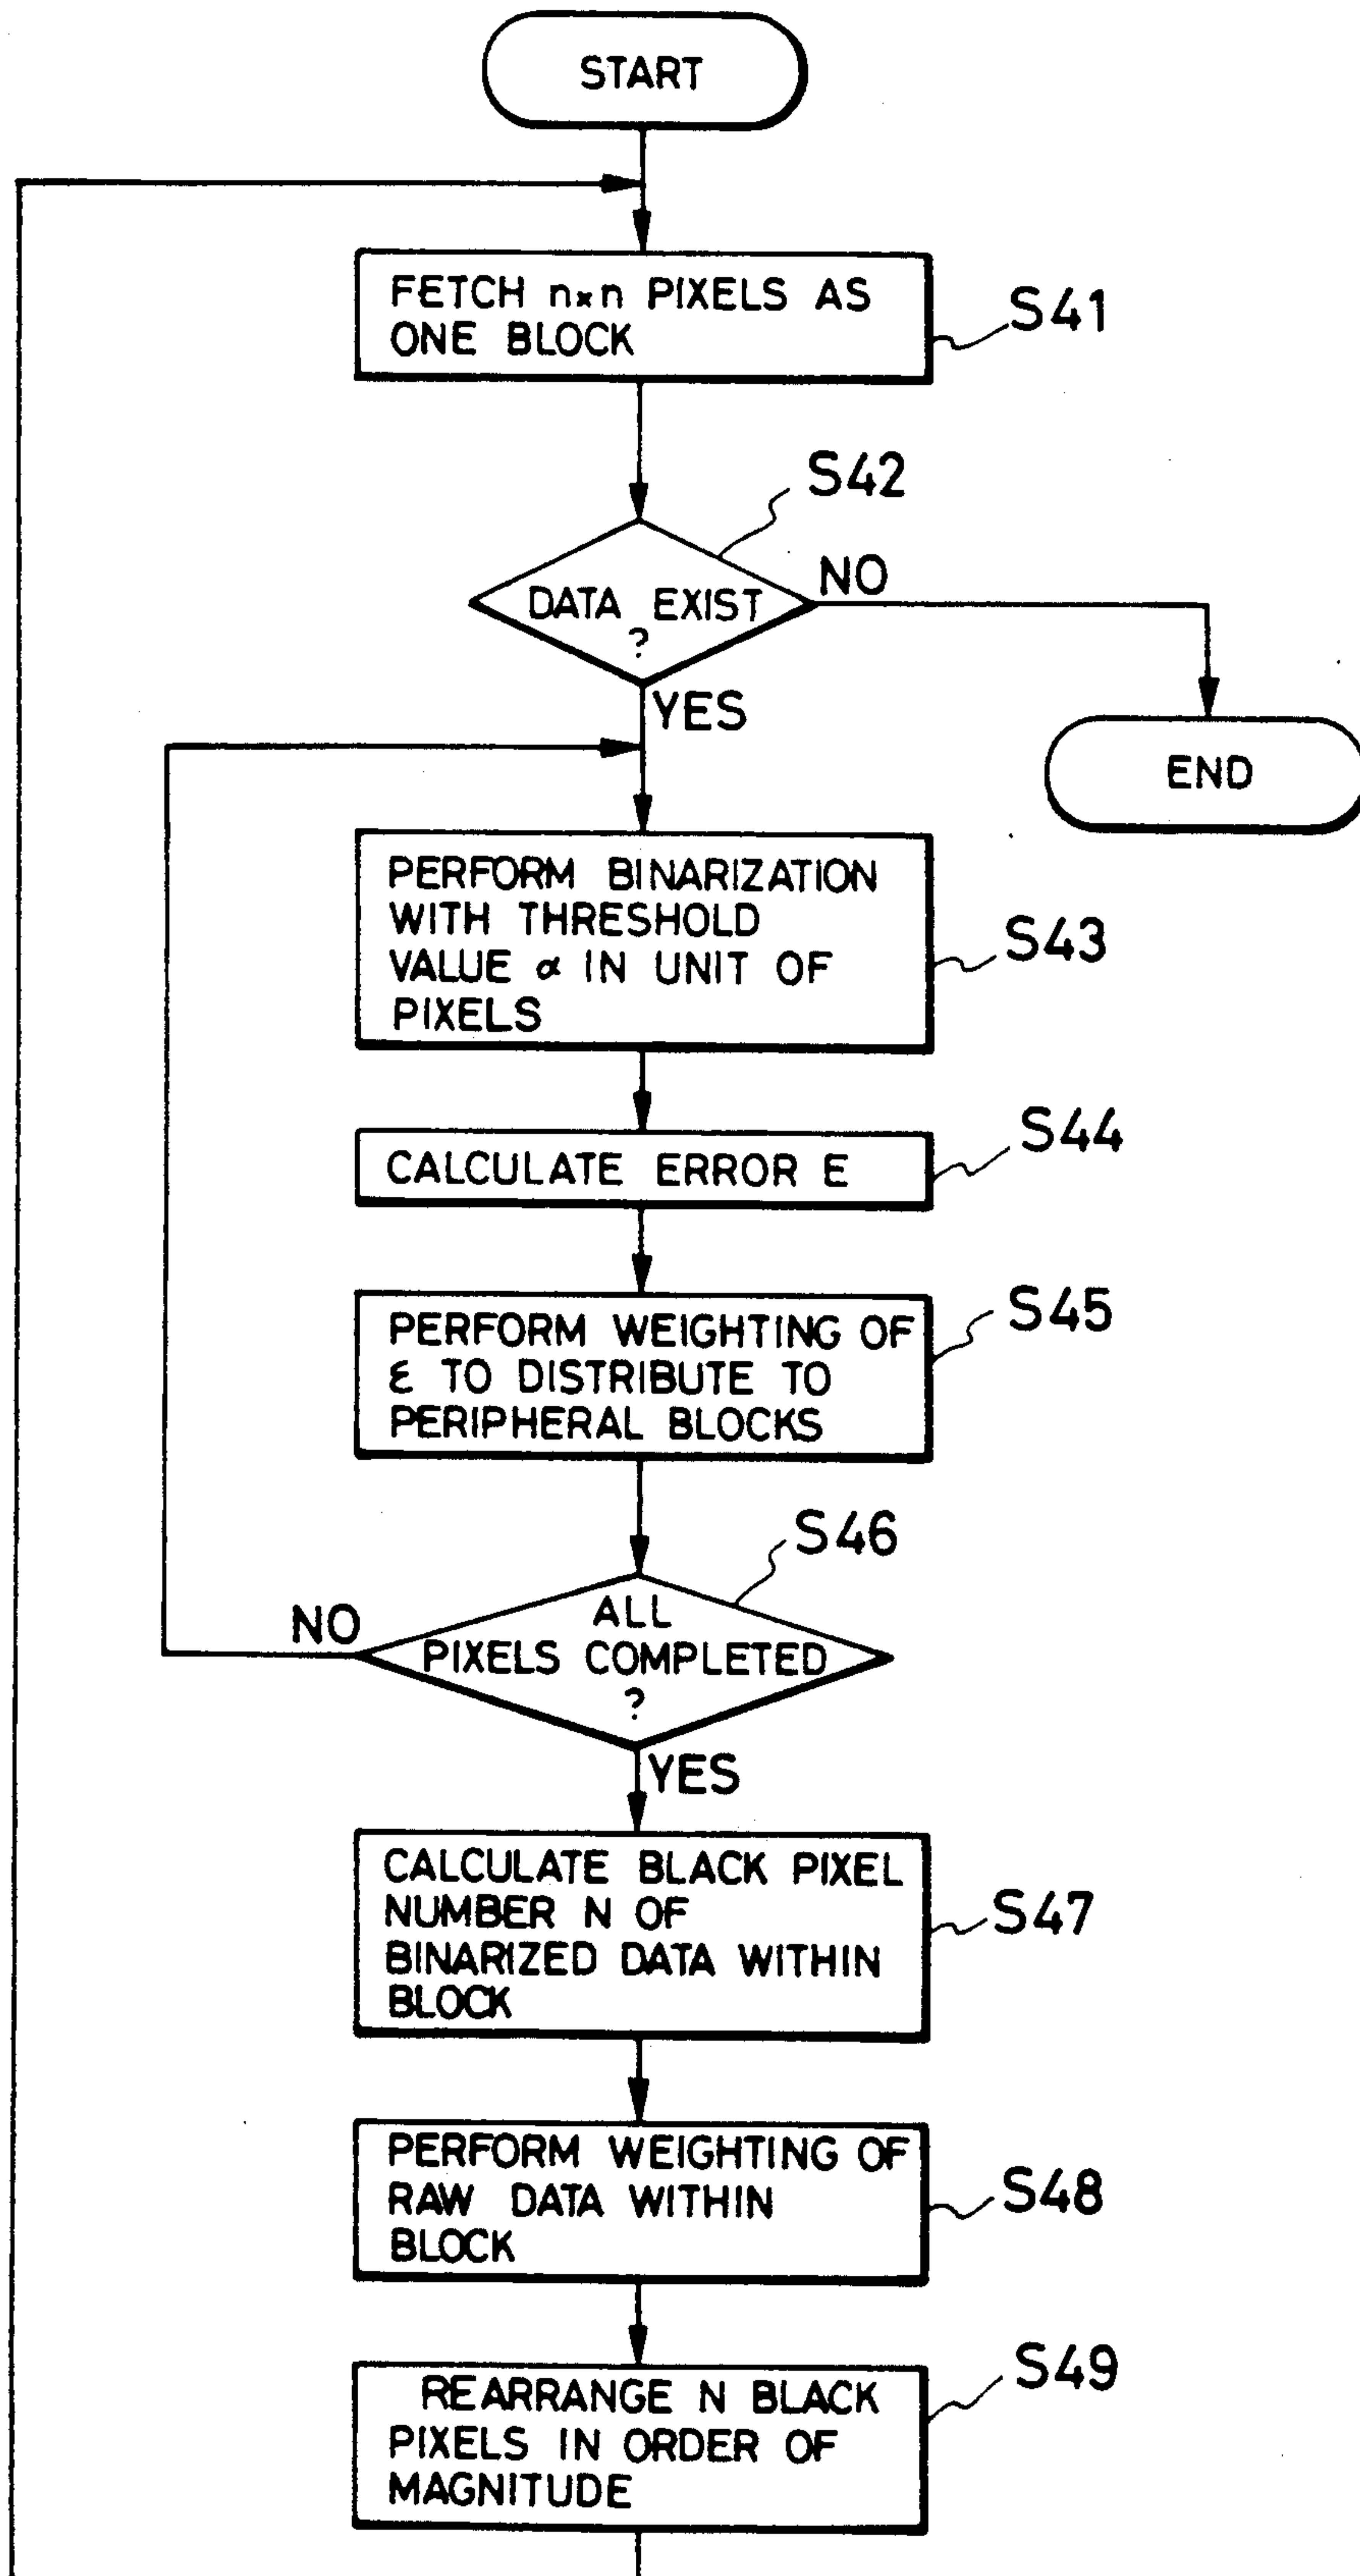 START
FETCH n×n PIXELS AS
ONE BLOCK
S41
S42
DATA EXIST
?
NO
YES
END
PERFORM BINARIZATION
WITH THRESHOLD
VALUE α IN UNIT OF
PIXELS
S43
CALCULATE ERROR E
S44
PERFORM WEIGHTING OF
ε TO DISTRIBUTE TO
PERIPHERAL BLOCKS
S45
S46
ALL
PIXELS COMPLETED
?
NO
YES
CALCULATE BLACK PIXEL
NUMBER N OF
BINARIZED DATA WITHIN
BLOCK
S47
PERFORM WEIGHTING OF
RAW DATA WITHIN
BLOCK
S48
REARRANGE N BLACK
PIXELS IN ORDER OF
MAGNITUDE
S49